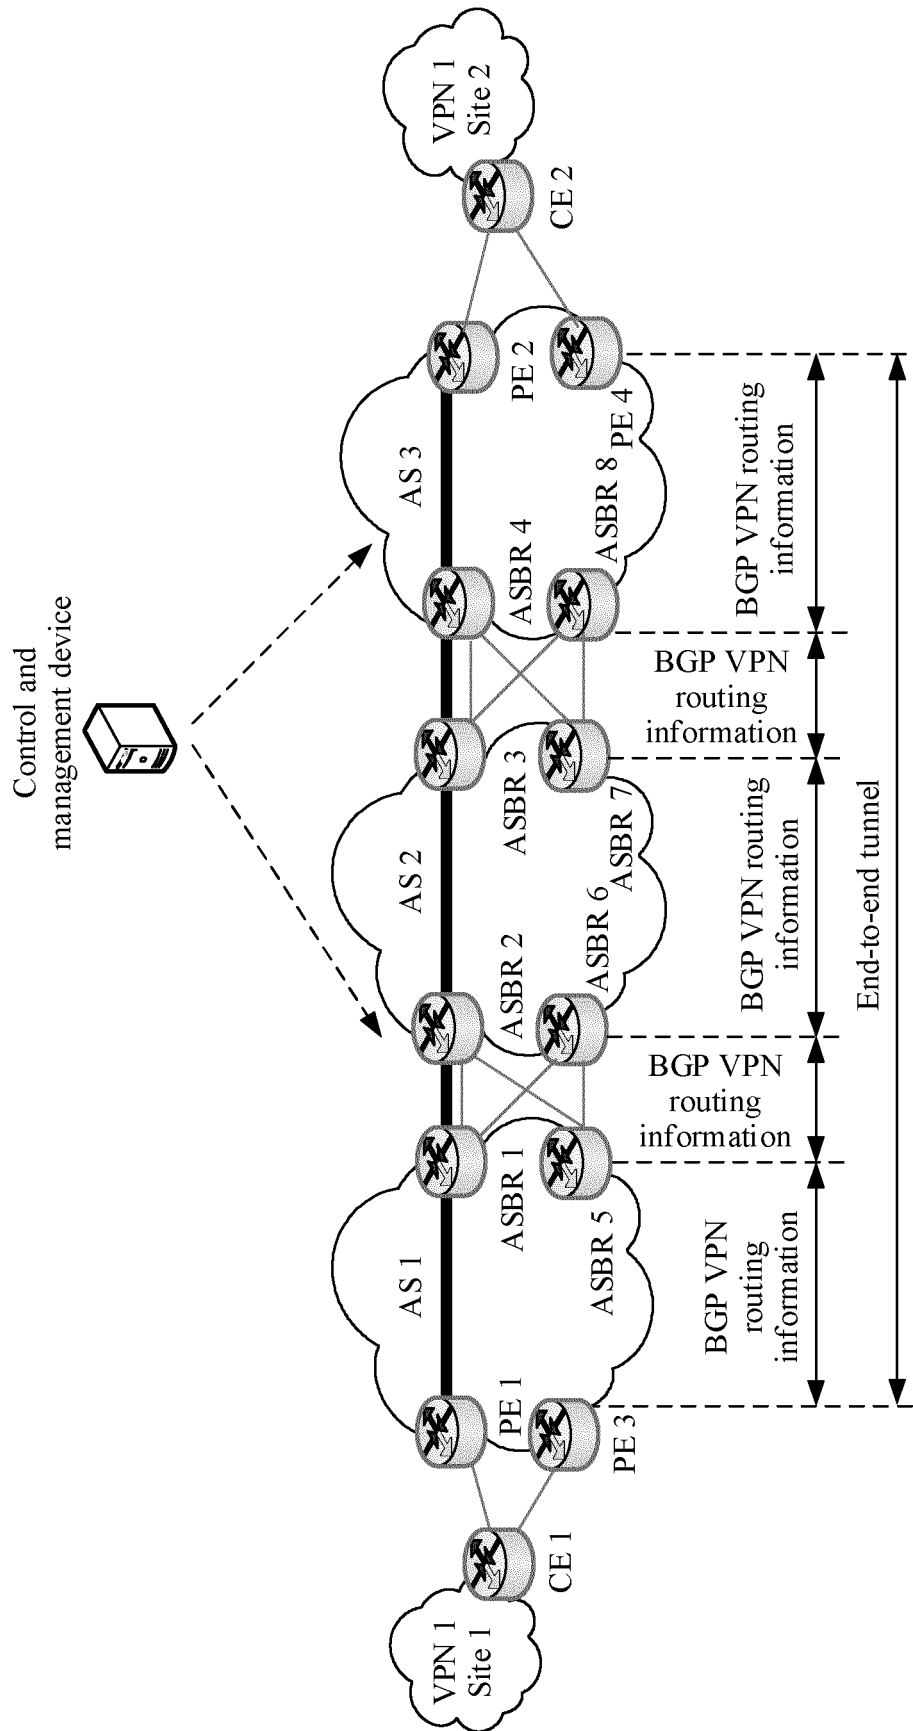 Control and
management device
VPN 1
Site 1
CE 1
PE 1
PE 3
AS 1
ASBR 1
ASBR 5
AS 2
ASBR 2
ASBR 6
ASBR 3
ASBR 7
AS 3
ASBR 4
ASBR 8
PE 2
PE 4
CE 2
VPN 1
Site 2
BGP VPN
routing
information
BGP VPN
routing
information
BGP VPN routing
information
BGP VPN
routing
information
BGP VPN routing
information
End-to-end tunnel